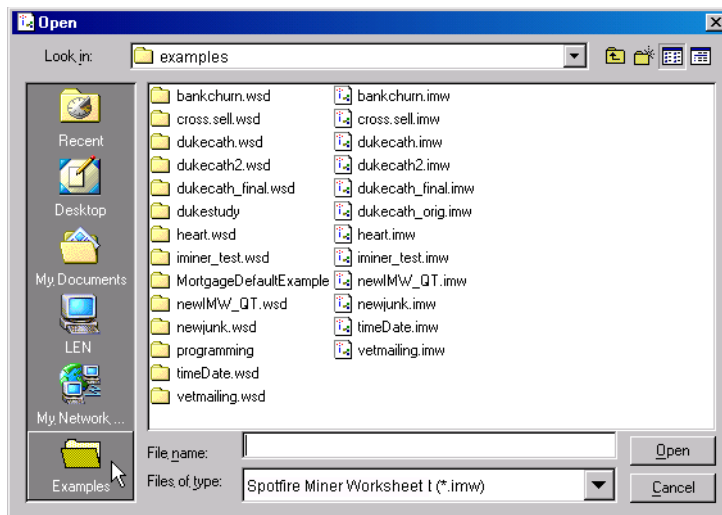 Open
Look in:
examples
Recent
Desktop
My Documents
LEN
My Network ...
Examples
bankchurn.wsd
cross.sell.wsd
dukecath.wsd
dukecath2.wsd
dukecath_final.wsd
dukestudy
heart.wsd
iminer_test.wsd
MortgageDefaultExample
newIMW_QT.wsd
newjunk.wsd
programming
timeDate.wsd
vetmailing.wsd
bankchurn.imw
cross.sell.imw
dukecath.imw
dukecath2.imw
dukecath_final.imw
dukecath_orig.imw
heart.imw
iminer_test.imw
newIMW_QT.imw
newjunk.imw
timeDate.imw
vetmailing.imw
File name:
Open
Files of type:
Spotfire Miner Worksheet t (*.imw)
Cancel